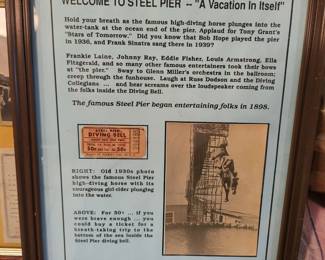 WELCOME TO STEEL PIER -- "A Vacation In Itself"
Hold your breath as the famous high-diving horse plunges into the
water-tank at the ocean end of the pier. Applaud for Tony Grant's
"Stars of Tomorrow." Did you know that Bob Hope played the pier
in 1936, and Frank Sinatra sang there in 1939?
Frankie Laine, Johnny Ray, Eddie Fisher, Louis Armstrong, Ella
Fitzgerald, and so many other famous entertainers took their bows
at "the pier." Sway to Glenn Miller's orchestra in the ballroom;
creep through the funhouse. Laugh at Russ Dodson and the Diving
Collegians ... and hear screams over the loudspeaker coming from
the folks inside the Diving Bell.
The famous Steel Pier began entertaining folks in 1898.
STEEL PIER
DIVING BELL
50c
50c
RIGHT: Old 1930s photo
shows the famous Steel Pier
high-diving horse with its
courageous girl rider plunging
into the water.
ABOVE: For 50¢ ... if you
were brave enough ... you
could buy a ticket for a
breath-taking trip to the
bottom of the sea inside the
Steel Pier diving bell.